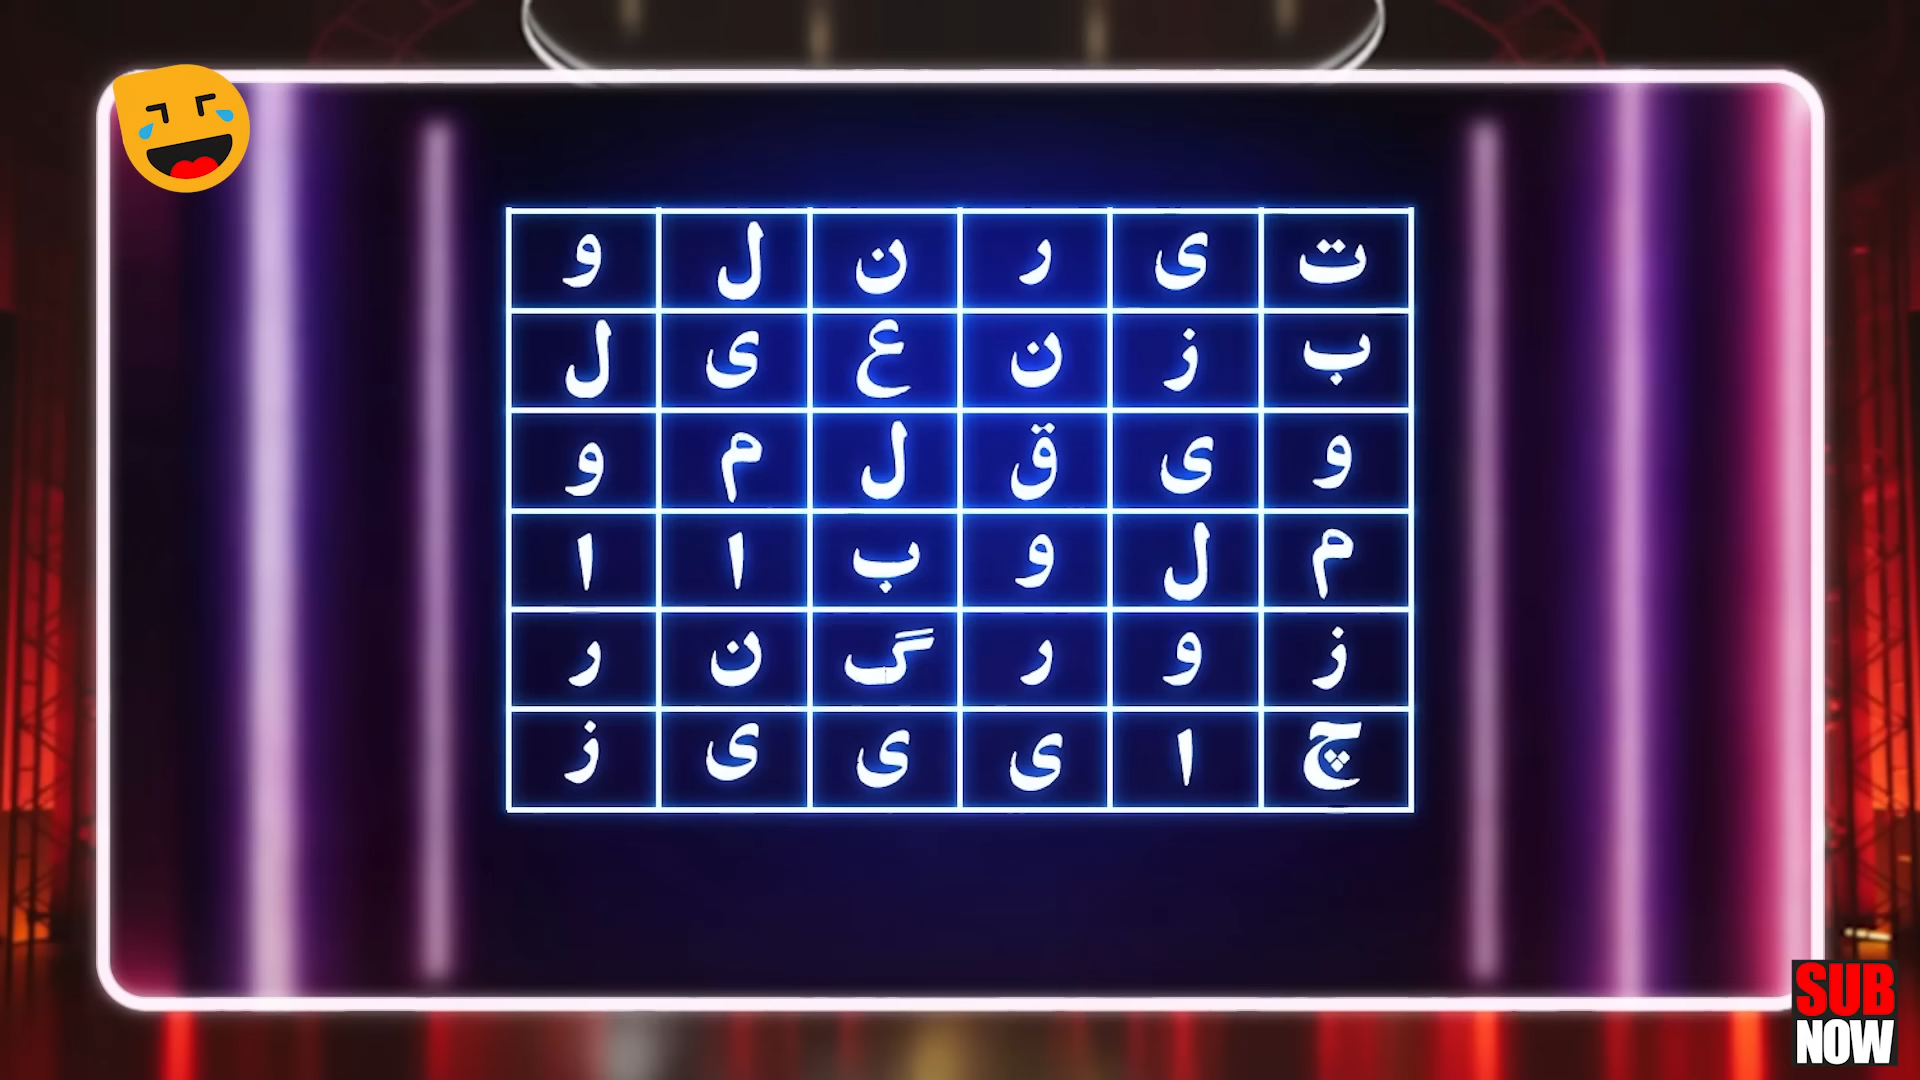 ت ی ر ن ل و
ب ز ن ع ی ل
و ی ق ل م و
م ل و ب ا ا
ز و ر گ ن ر
چ ا ی ی ی ز
SUB
NOW